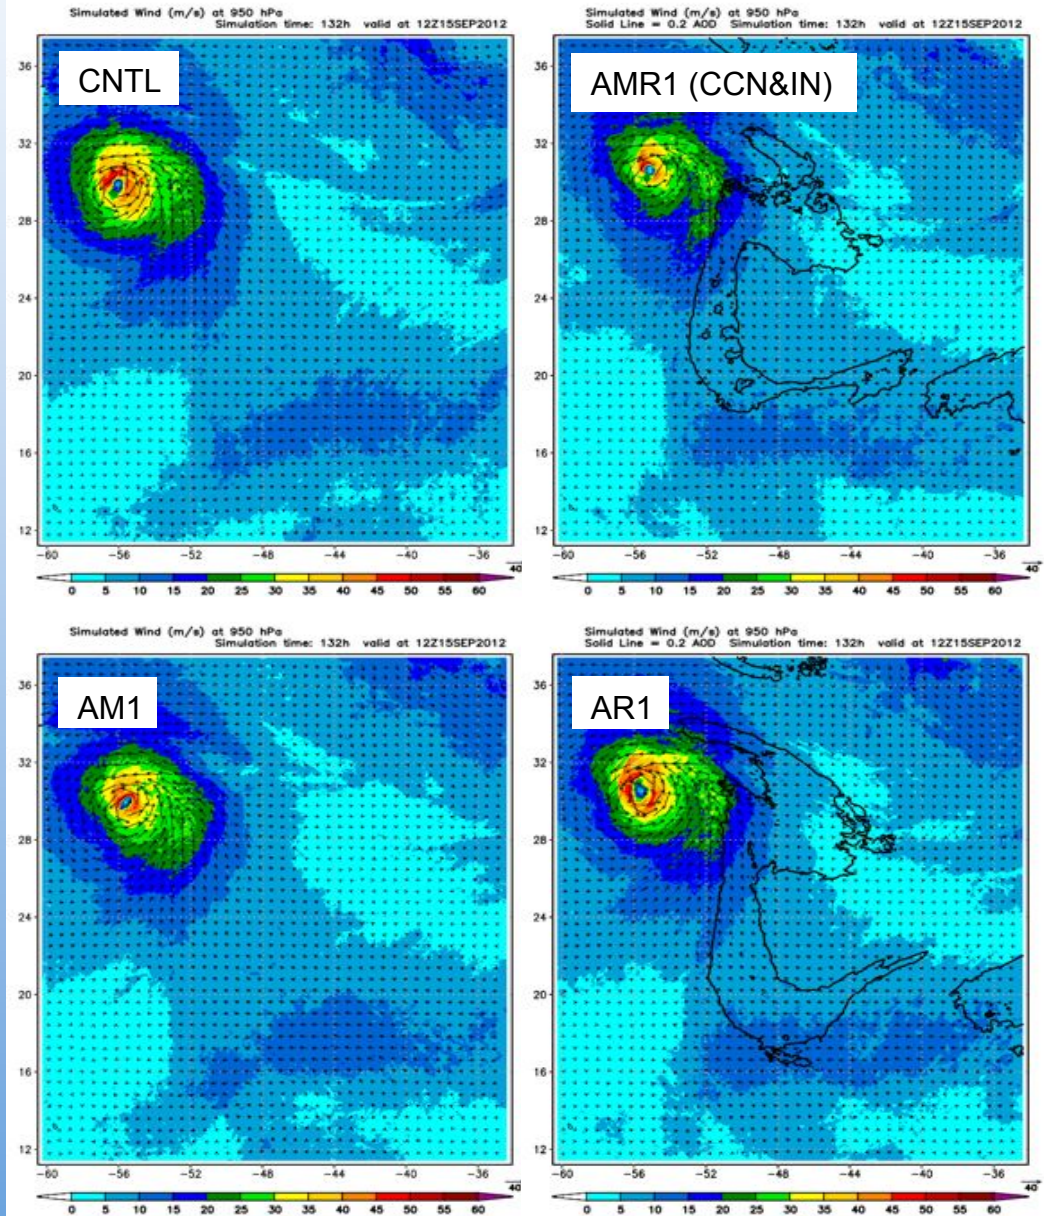 Simulated Wind (m/s) at 950 hPa
Simulation time: 132h valid at 12Z15SEP2012
CNTL
36
32
28
24
20
16
12
-60 -56 -52 -48 -44 -40 -36
40
0 5 10 15 20 25 30 35 40 45 50 55 60
Simulated Wind (m/s) at 950 hPa
Solid Line = 0.2 AOD Simulation time: 132h valid at 12Z15SEP2012
AMR1 (CCN&IN)
36
32
28
24
20
16
12
-60 -56 -52 -48 -44 -40 -36
40
0 5 10 15 20 25 30 35 40 45 50 55 60
Simulated Wind (m/s) at 950 hPa
Simulation time: 132h valid at 12Z15SEP2012
AM1
36
32
28
24
20
16
12
-60 -56 -52 -48 -44 -40 -36
40
0 5 10 15 20 25 30 35 40 45 50 55 60
Simulated Wind (m/s) at 950 hPa
Solid Line = 0.2 AOD Simulation time: 132h valid at 12Z15SEP2012
AR1
36
32
28
24
20
16
12
-60 -56 -52 -48 -44 -40 -36
40
0 5 10 15 20 25 30 35 40 45 50 55 60